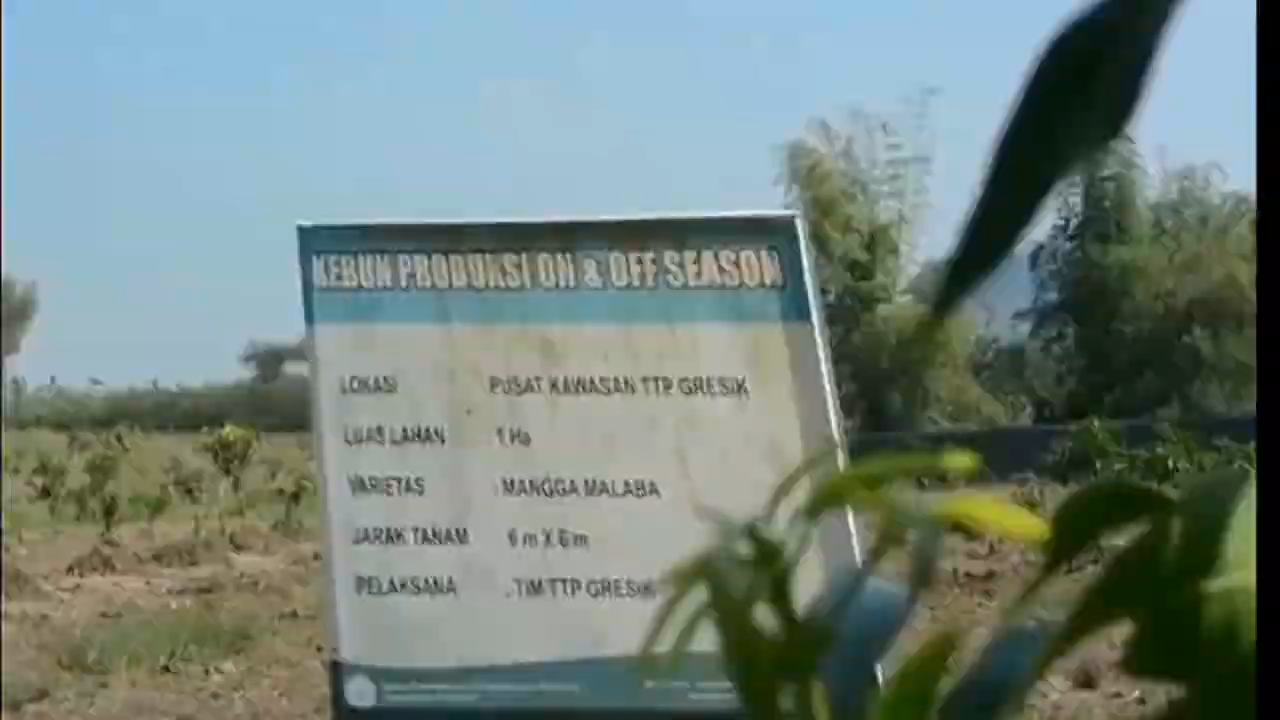 KEBUN PRODUKSI ON & OFF SEASON
LOKASI PUSAT KAWASAN TTP GRESIK
LUAS LAHAN 1 Ha
VARIETAS : MANGGA MALABA
JARAK TANAM 6 m X 6 m
PELAKSANA : TIM TTP GRESIK